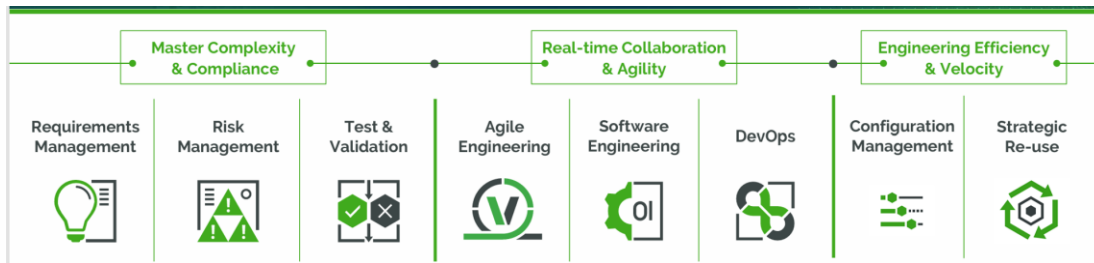 Master Complexity
& Compliance
Real-time Collaboration
& Agility
Engineering Efficiency
& Velocity
Requirements
Management
Risk
Management
Test &
Validation
Agile
Engineering
Software
Engineering
DevOps
Configuration
Management
Strategic
Re-use
V
OI